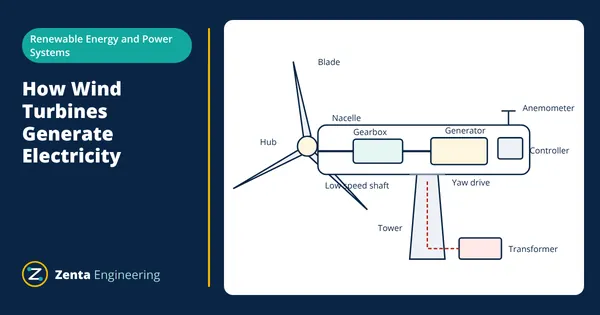 Renewable Energy and Power
Systems
How Wind
Turbines
Generate
Electricity
Zenta Engineering
Blade
Anemometer
Nacelle
Gearbox
Generator
Hub
Controller
Low speed shaft
Yaw drive
Tower
Transformer